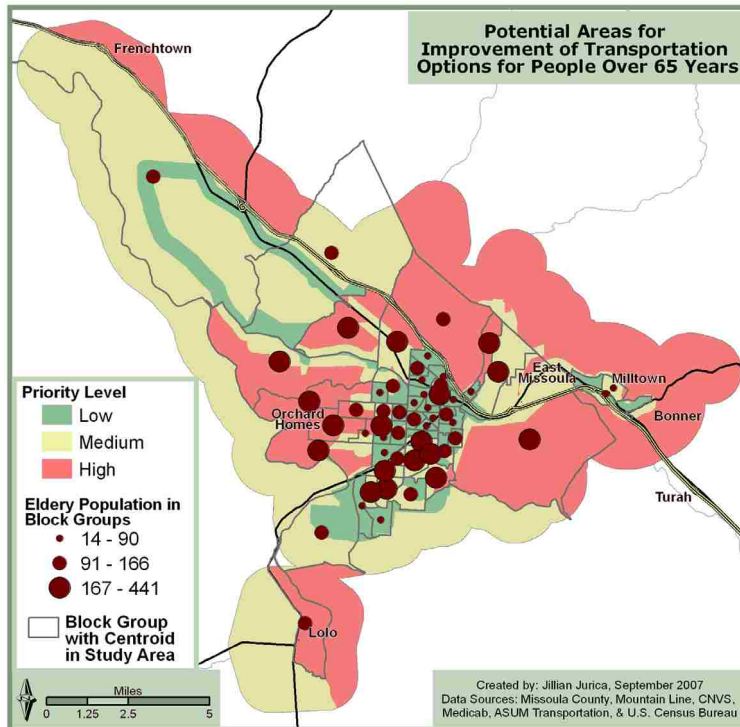 Potential Areas for
Improvement of Transportation
Options for People Over 65 Years
Frenchtown
East
Missoula
Milltown
Bonner
Orchard
Homes
Turah
Lolo
Priority Level
Low
Medium
High
Eldery Population in
Block Groups
14 - 90
91 - 166
167 - 441
Block Group
with Centroid
in Study Area
Miles
0 1.25 2.5 5
Created by: Jillian Jurica, September 2007
Data Sources: Missoula County, Mountain Line, CNVS,
Medicab, ASUM Transportation, & U.S. Census Bureau